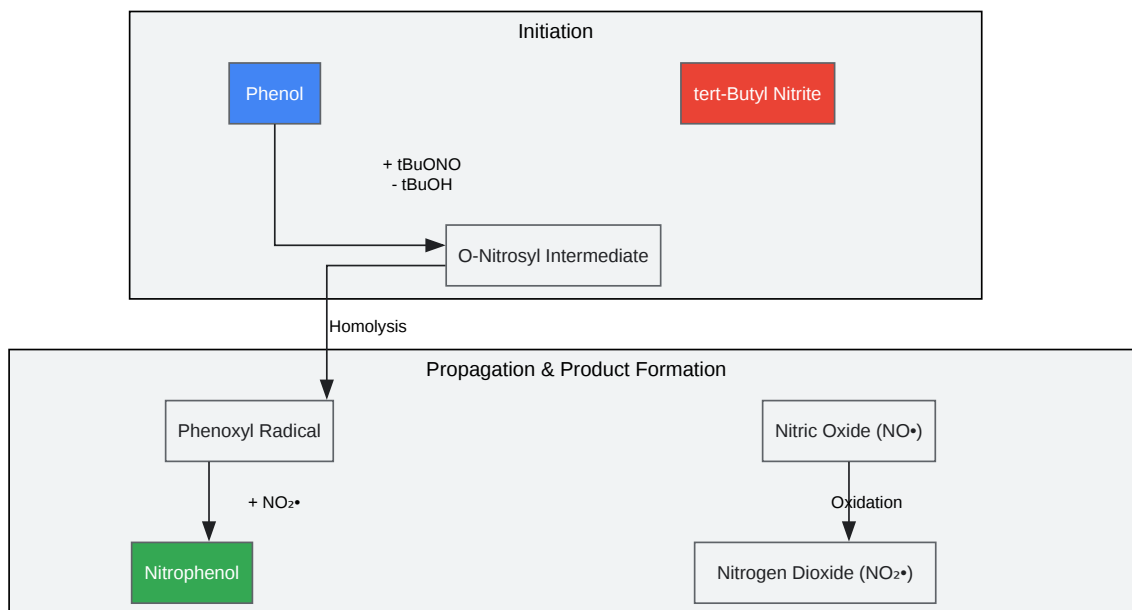 Initiation
Phenol
tert-Butyl Nitrite
+ tBuONO
- tBuOH
O-Nitrosyl Intermediate
Homolysis
Propagation & Product Formation
Phenoxyl Radical
Nitric Oxide (NO•)
+ NO₂•
Oxidation
Nitrophenol
Nitrogen Dioxide (NO₂•)